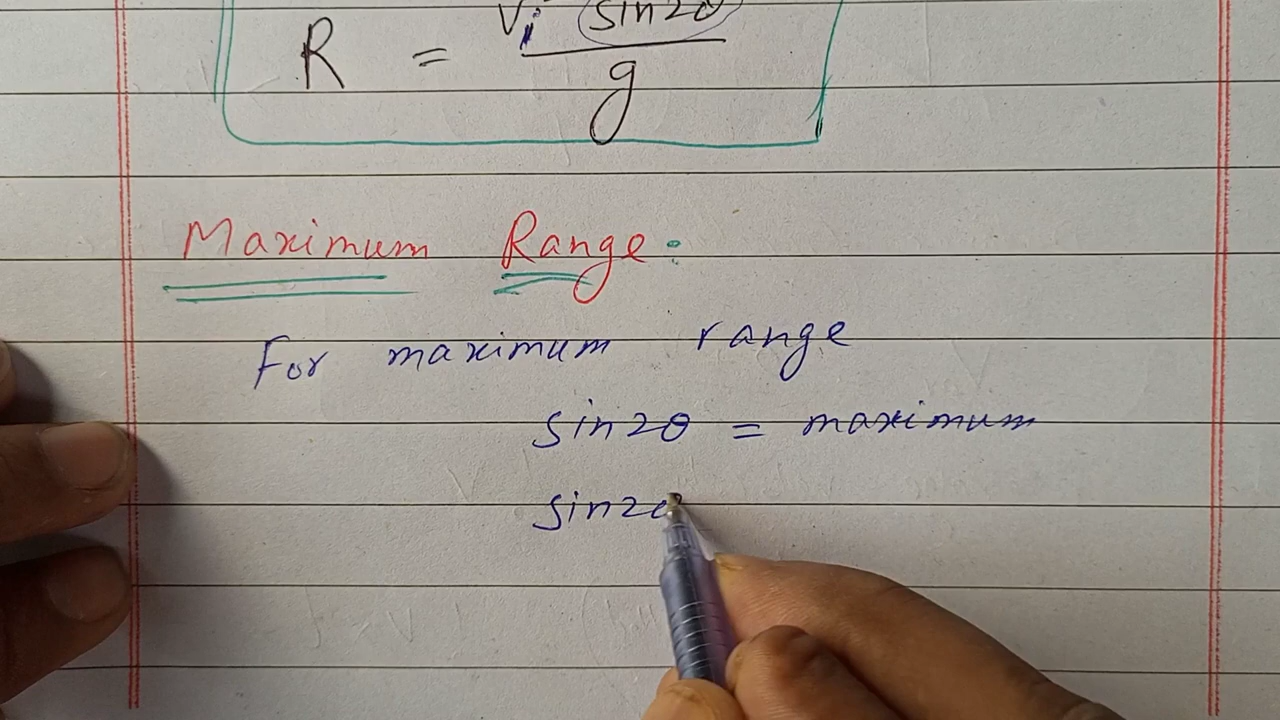 R = Vi² sin2θ / g
Maximum Range:
For maximum range
sin2θ = maximum
sin2θ